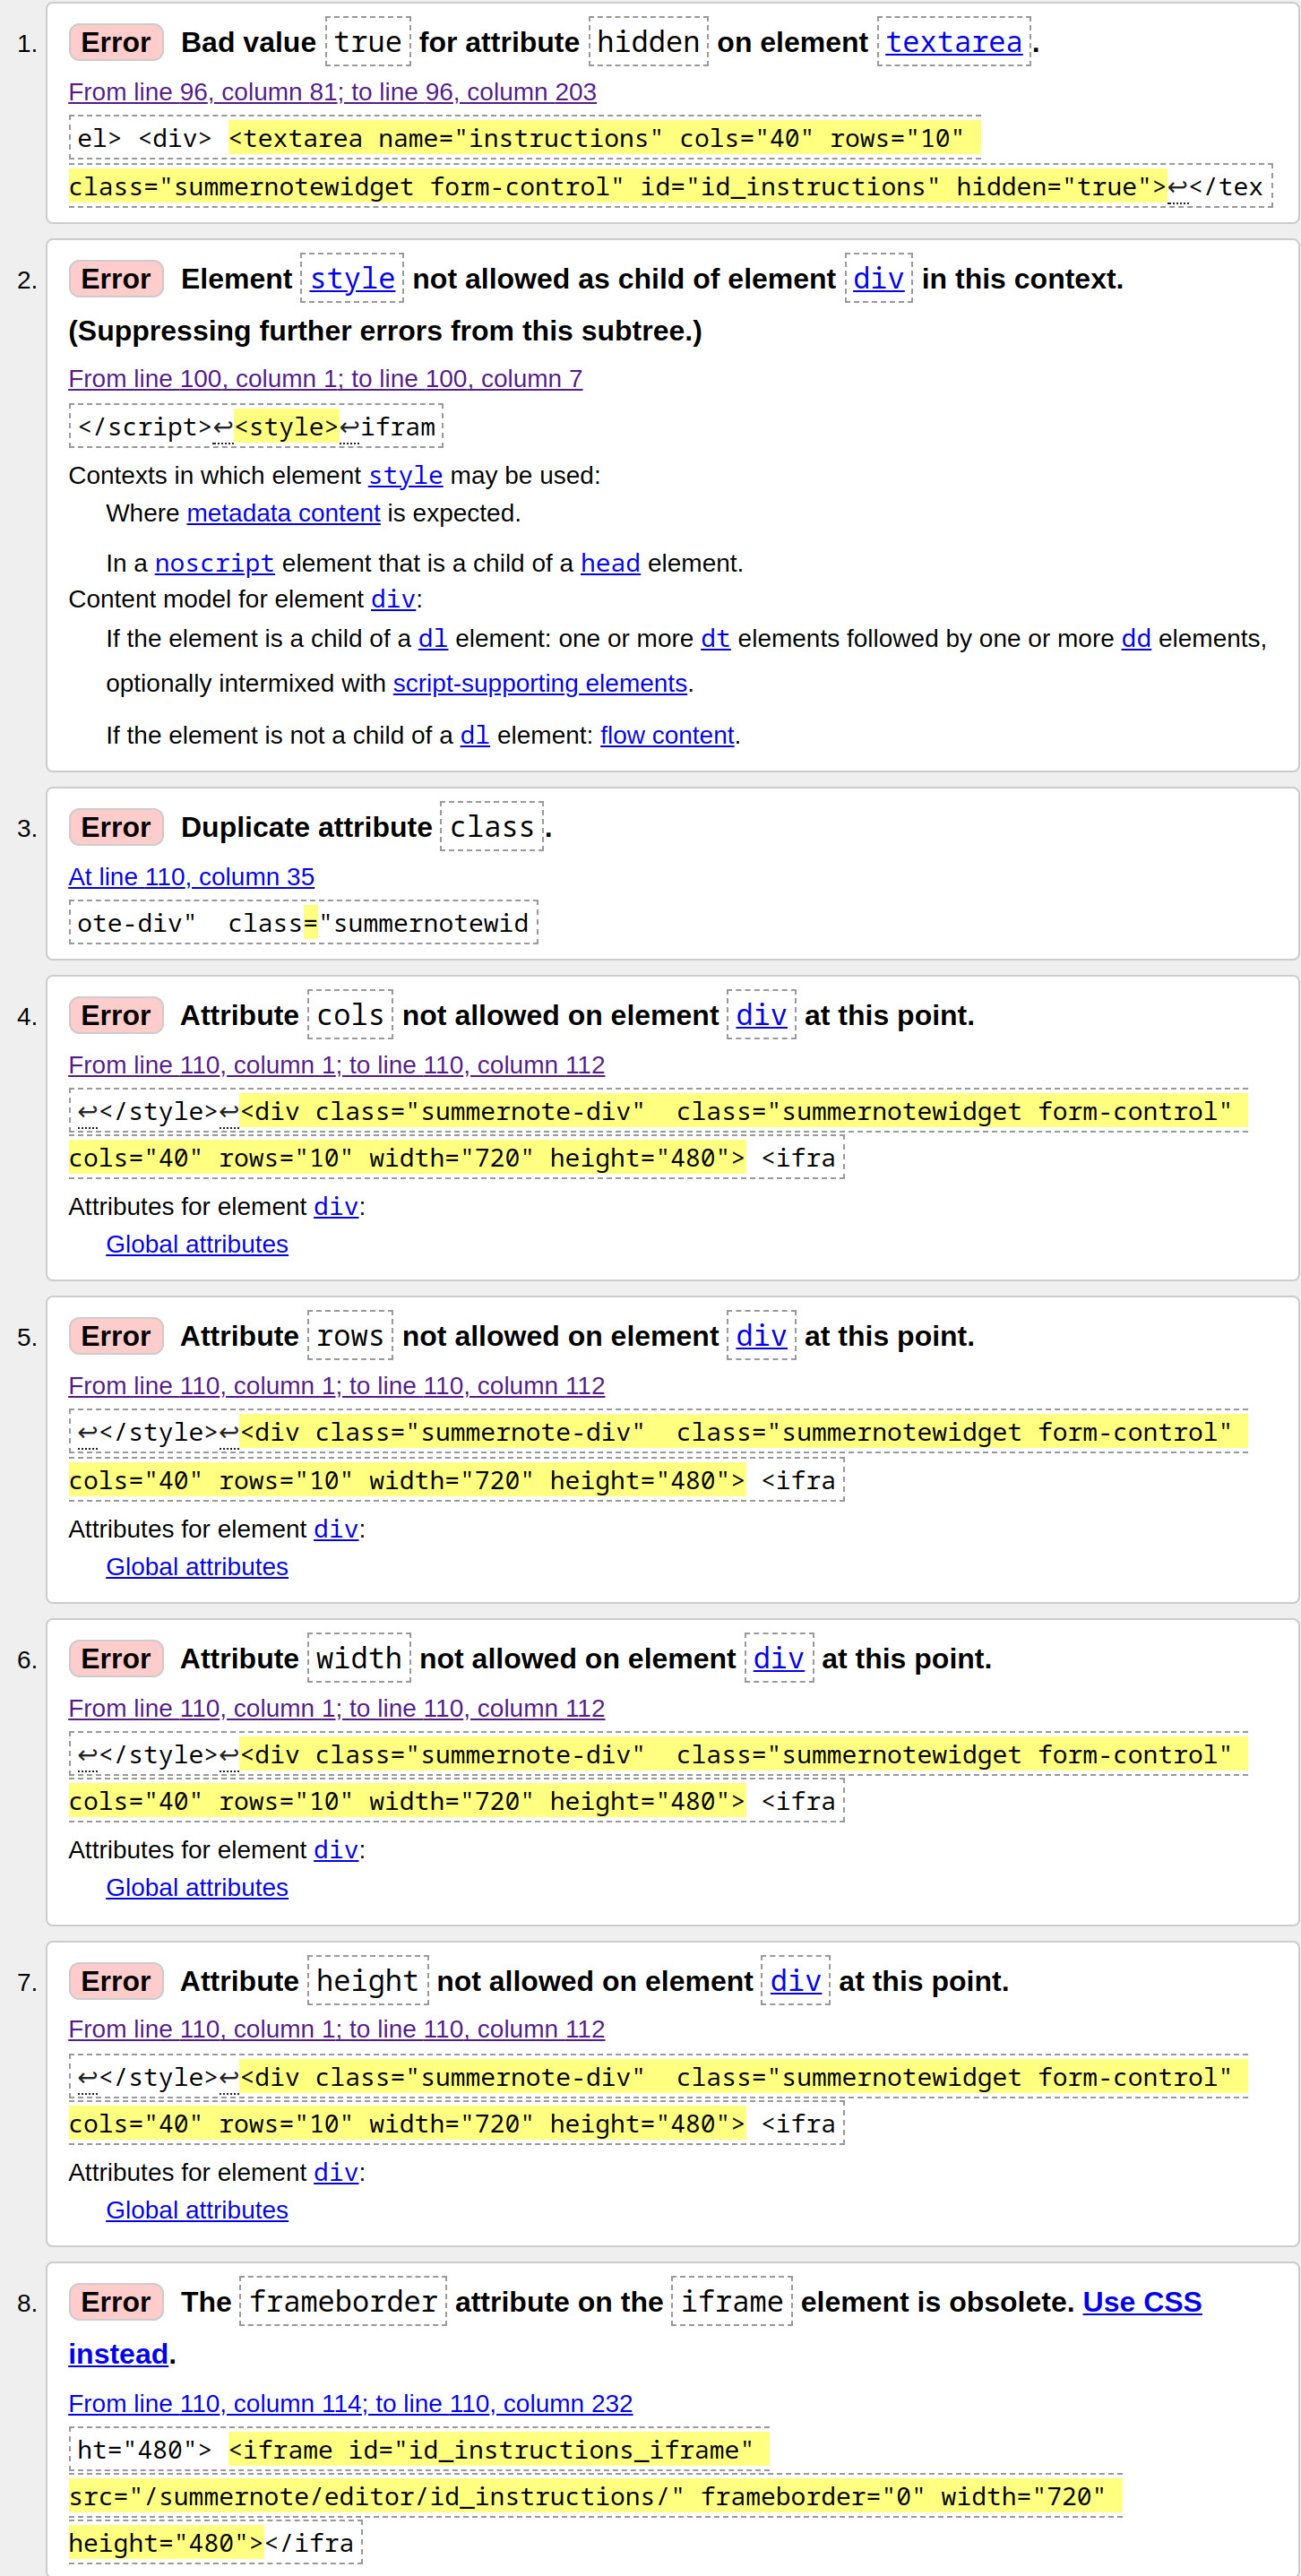 1. Error Bad value true for attribute hidden on element textarea.
From line 96, column 81; to line 96, column 203
el> <div> <textarea name="instructions" cols="40" rows="10"
class="summernotewidget form-control" id="id_instructions" hidden="true">↩</tex
2. Error Element style not allowed as child of element div in this context.
(Suppressing further errors from this subtree.)
From line 100, column 1; to line 100, column 7
</script>↩<style>↩ifram
Contexts in which element style may be used:
Where metadata content is expected.
In a noscript element that is a child of a head element.
Content model for element div:
If the element is a child of a dl element: one or more dt elements followed by one or more dd elements,
optionally intermixed with script-supporting elements.
If the element is not a child of a dl element: flow content.
3. Error Duplicate attribute class.
At line 110, column 35
ote-div"  class="summernotewid
4. Error Attribute cols not allowed on element div at this point.
From line 110, column 1; to line 110, column 112
↩</style>↩<div class="summernote-div"  class="summernotewidget form-control"
cols="40" rows="10" width="720" height="480"> <ifra
Attributes for element div:
Global attributes
5. Error Attribute rows not allowed on element div at this point.
From line 110, column 1; to line 110, column 112
↩</style>↩<div class="summernote-div"  class="summernotewidget form-control"
cols="40" rows="10" width="720" height="480"> <ifra
Attributes for element div:
Global attributes
6. Error Attribute width not allowed on element div at this point.
From line 110, column 1; to line 110, column 112
↩</style>↩<div class="summernote-div"  class="summernotewidget form-control"
cols="40" rows="10" width="720" height="480"> <ifra
Attributes for element div:
Global attributes
7. Error Attribute height not allowed on element div at this point.
From line 110, column 1; to line 110, column 112
↩</style>↩<div class="summernote-div"  class="summernotewidget form-control"
cols="40" rows="10" width="720" height="480"> <ifra
Attributes for element div:
Global attributes
8. Error The frameborder attribute on the iframe element is obsolete. Use CSS
instead.
From line 110, column 114; to line 110, column 232
ht="480"> <iframe id="id_instructions_iframe"
src="/summernote/editor/id_instructions/" frameborder="0" width="720"
height="480"></ifra